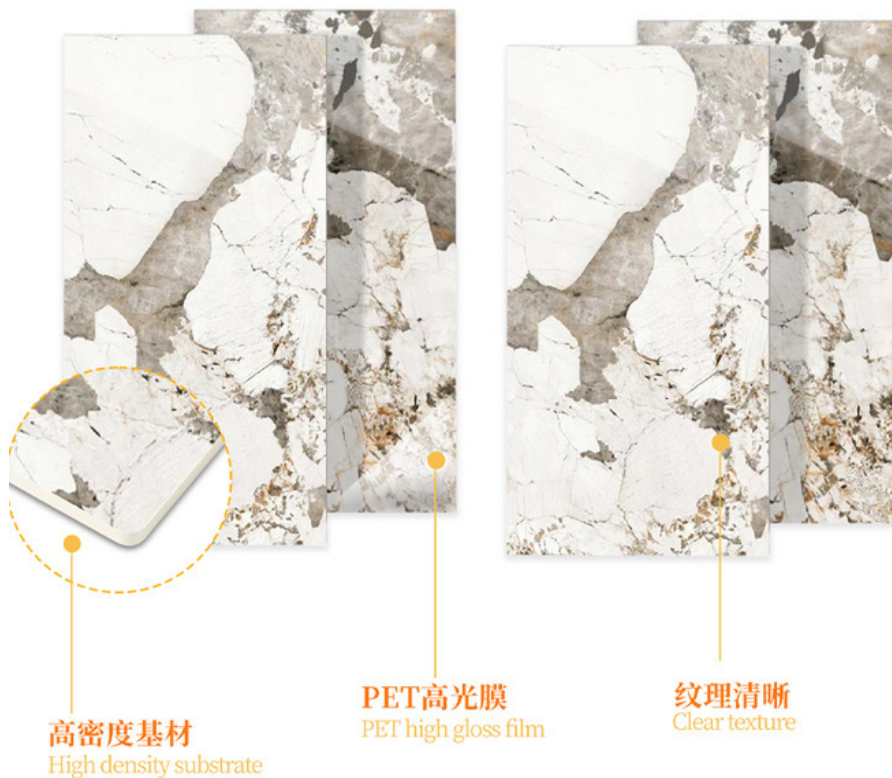 高密度基材
High density substrate
PET高光膜
PET high gloss film
纹理清晰
Clear texture